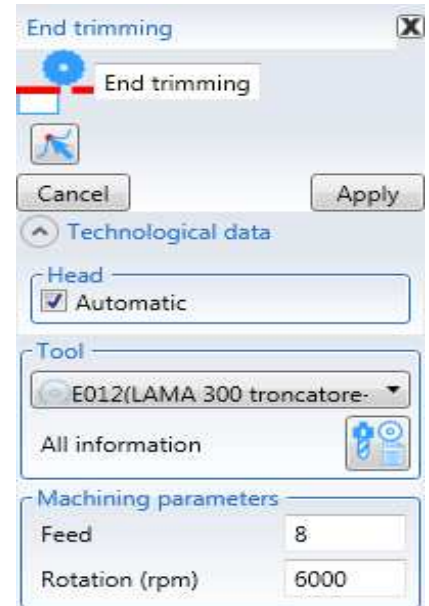 End trimming
End trimming
Cancel Apply
Technological data
Head
Automatic
Tool
E012(LAMA 300 troncatore-
All information
Machining parameters
Feed 8
Rotation (rpm) 6000